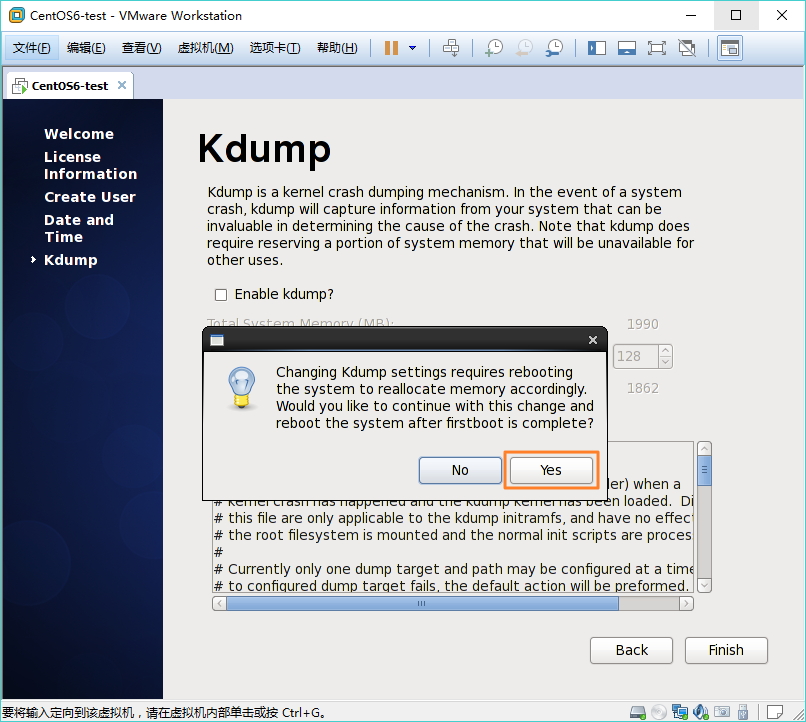 CentOS6-test - VMware Workstation
文件(F) 编辑(E) 查看(V) 虚拟机(M) 选项卡(T) 帮助(H)
CentOS6-test
Welcome
License
Information
Create User
Date and
Time
Kdump
Kdump
Kdump is a kernel crash dumping mechanism. In the event of a system
crash, kdump will capture information from your system that can be
invaluable in determining the cause of the crash. Note that kdump does
require reserving a portion of system memory that will be unavailable for
other uses.
Enable kdump?
Total System Memory (MB): 1990
128
1862
Changing Kdump settings requires rebooting
the system to reallocate memory accordingly.
Would you like to continue with this change and
reboot the system after firstboot is complete?
No Yes
when a
# kernel crash has happened and the kdump kernel has been loaded. Di
# this file are only applicable to the kdump initramfs, and have no effec
# the root filesystem is mounted and the normal init scripts are proces
#
# Currently only one dump target and path may be configured at a time
# to configured dump target fails, the default action will be preformed.
Back Finish
要将输入定向到该虚拟机，请在虚拟机内部单击或按 Ctrl+G。